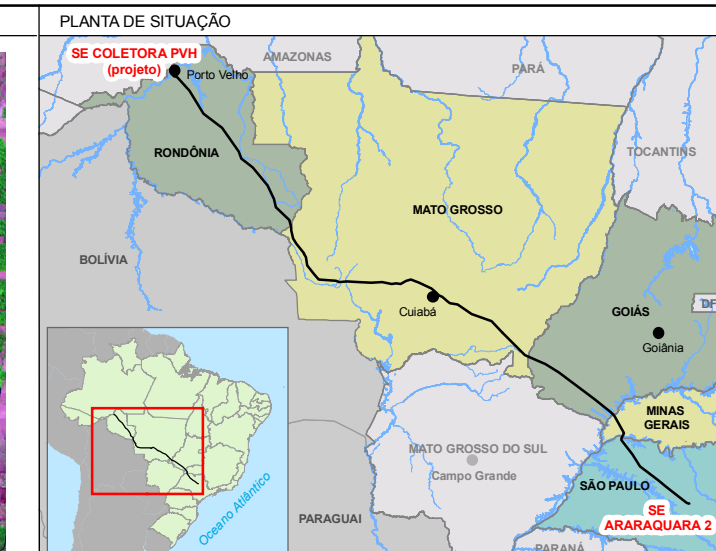 PLANTA DE SITUAÇÃO
SE COLETORA PVH
(projeto)
Porto Velho
AMAZONAS
PARÁ
TOCANTINS
RONDÔNIA
MATO GROSSO
BOLÍVIA
Cuiabá
GOIÁS
DF
Goiânia
MINAS
GERAIS
MATO GROSSO DO SUL
Campo Grande
SÃO PAULO
SE
ARARAQUARA 2
PARAGUAI
PARANÁ
Oceano Atlântico